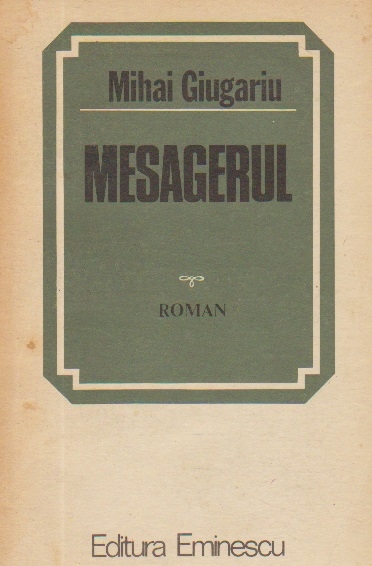 Mihai Giugariu
MESAGERUL
ROMAN
Editura Eminescu